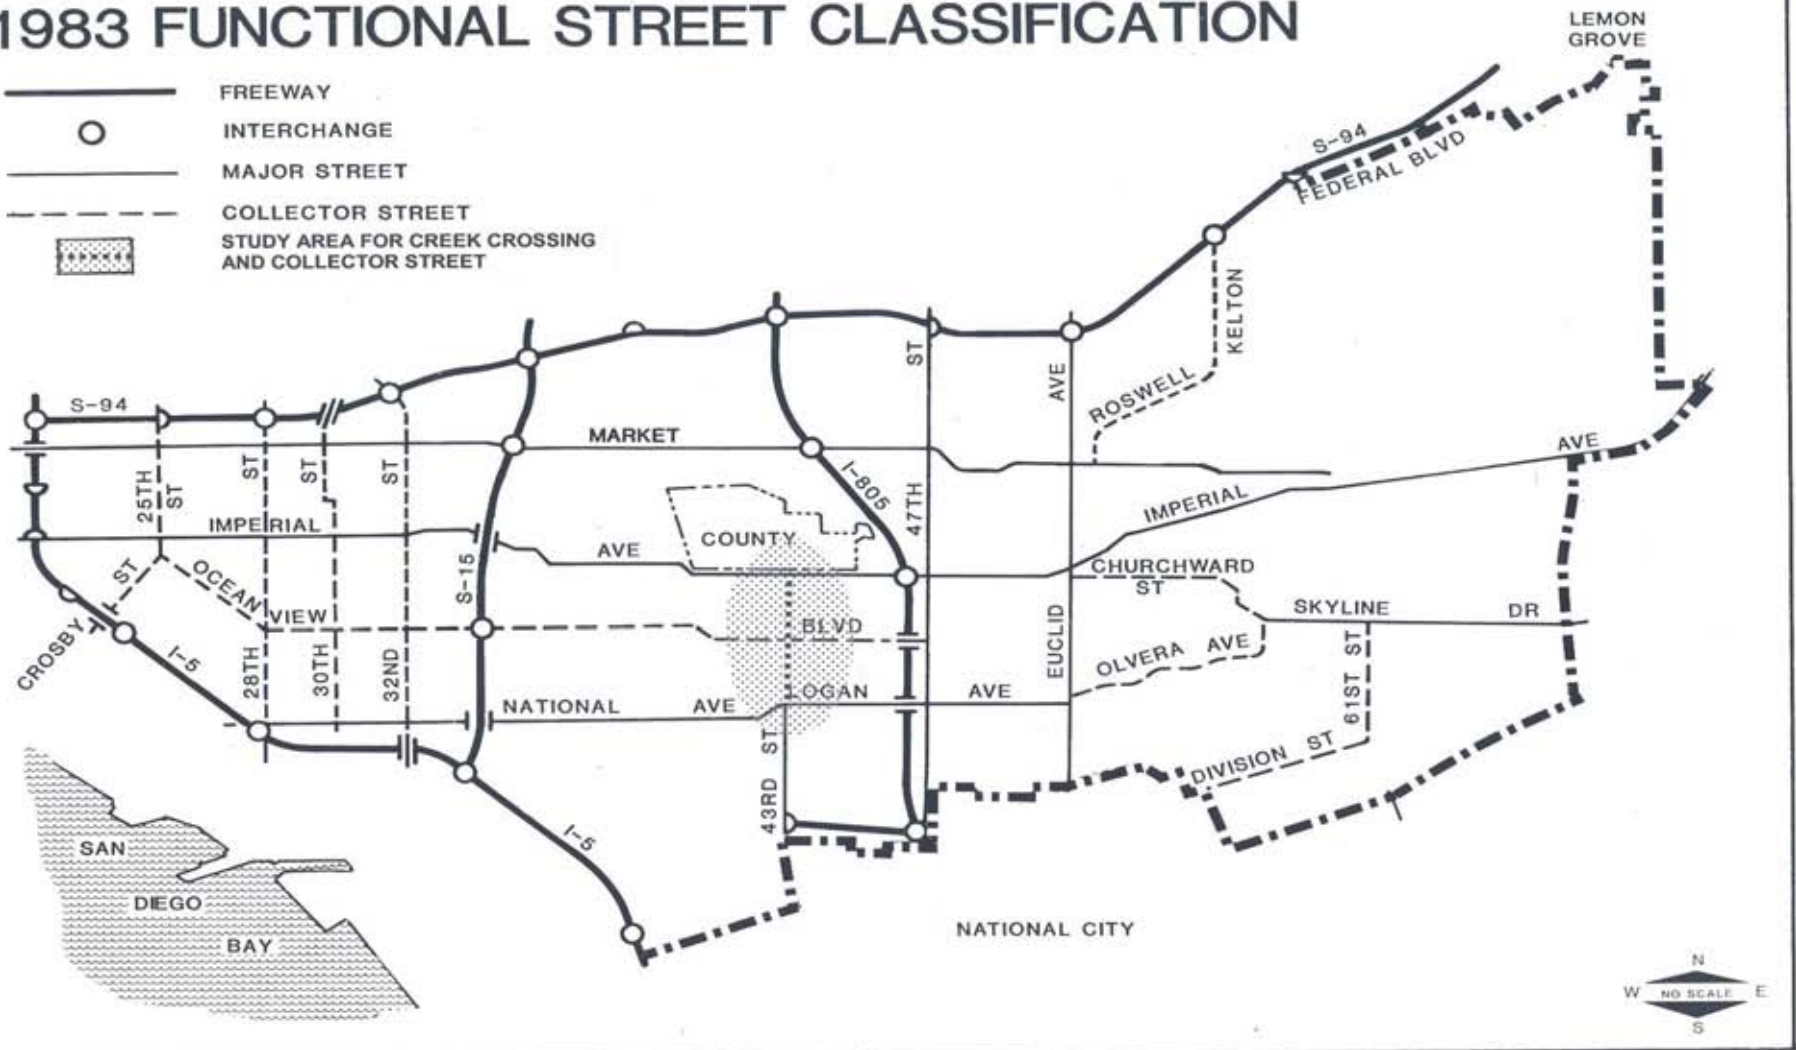 1983 FUNCTIONAL STREET CLASSIFICATION
FREEWAY
INTERCHANGE
MAJOR STREET
COLLECTOR STREET
STUDY AREA FOR CREEK CROSSING
AND COLLECTOR STREET
LEMON
GROVE
S-94
FEDERAL BLVD
KELTON
ROSWELL
ST
AVE
S-94
MARKET
I-805
25TH
ST
ST
ST
ST
47TH
AVE
IMPERIAL
IMPERIAL
AVE
COUNTY
CHURCHWARD
ST
ST
OCEAN
VIEW
S-15
BLVD
SKYLINE
DR
CROSBY
I-5
28TH
30TH
32ND
EUCLID
OLVERA AVE
61ST ST
NATIONAL
AVE
OGAN
AVE
43RD
ST
DIVISION ST
I-5
SAN
DIEGO
BAY
NATIONAL CITY
N
W
NO SCALE
E
S